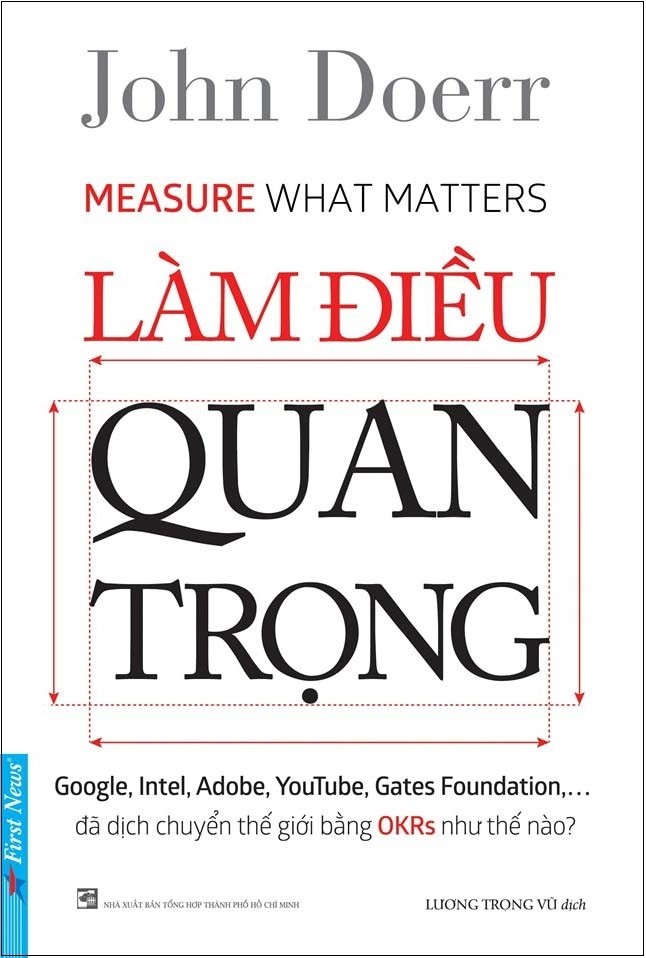 John Doerr
MEASURE WHAT MATTERS
LÀM ĐIỀU
QUAN
TRỌNG
Google, Intel, Adobe, YouTube, Gates Foundation,...
đã dịch chuyển thế giới bằng OKRs như thế nào?
First News®
NHÀ XUẤT BẢN TỔNG HỢP THÀNH PHỐ HỒ CHÍ MINH
LƯƠNG TRỌNG VŨ dịch